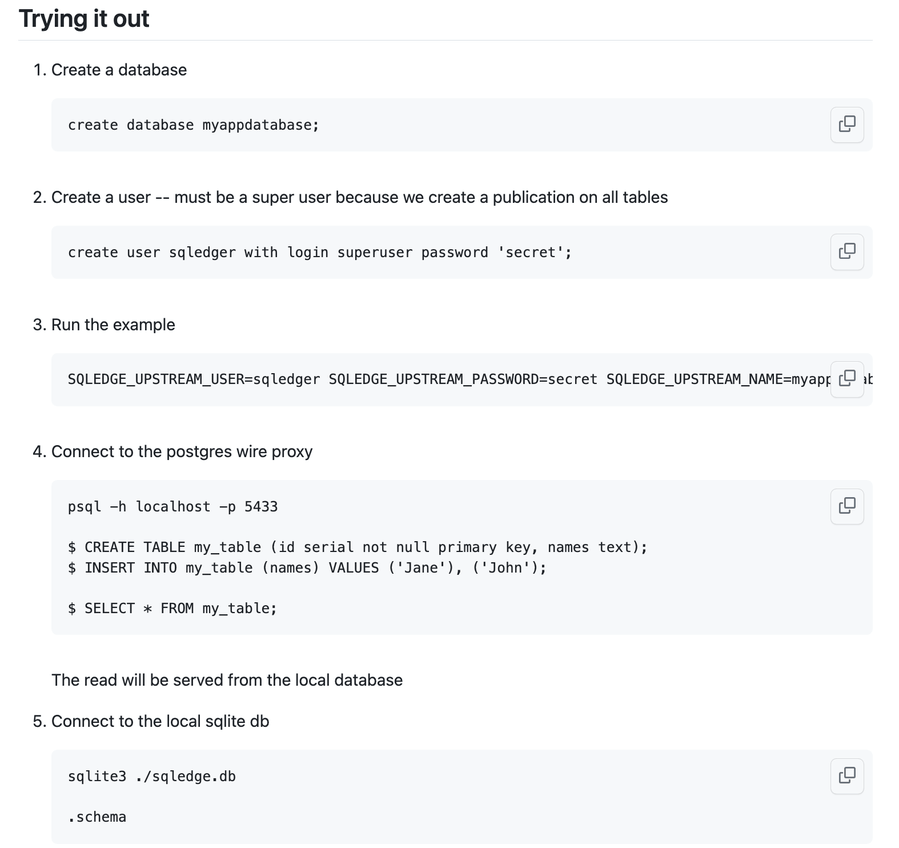 Trying it out
1. Create a database
create database myappdatabase;
2. Create a user -- must be a super user because we create a publication on all tables
create user sqledger with login superuser password 'secret';
3. Run the example
SQLEDGE_UPSTREAM_USER=sqledger SQLEDGE_UPSTREAM_PASSWORD=secret SQLEDGE_UPSTREAM_NAME=myapp
4. Connect to the postgres wire proxy
psql -h localhost -p 5433
$ CREATE TABLE my_table (id serial not null primary key, names text);
$ INSERT INTO my_table (names) VALUES ('Jane'), ('John');
$ SELECT * FROM my_table;
The read will be served from the local database
5. Connect to the local sqlite db
sqlite3 ./sqledge.db
.schema